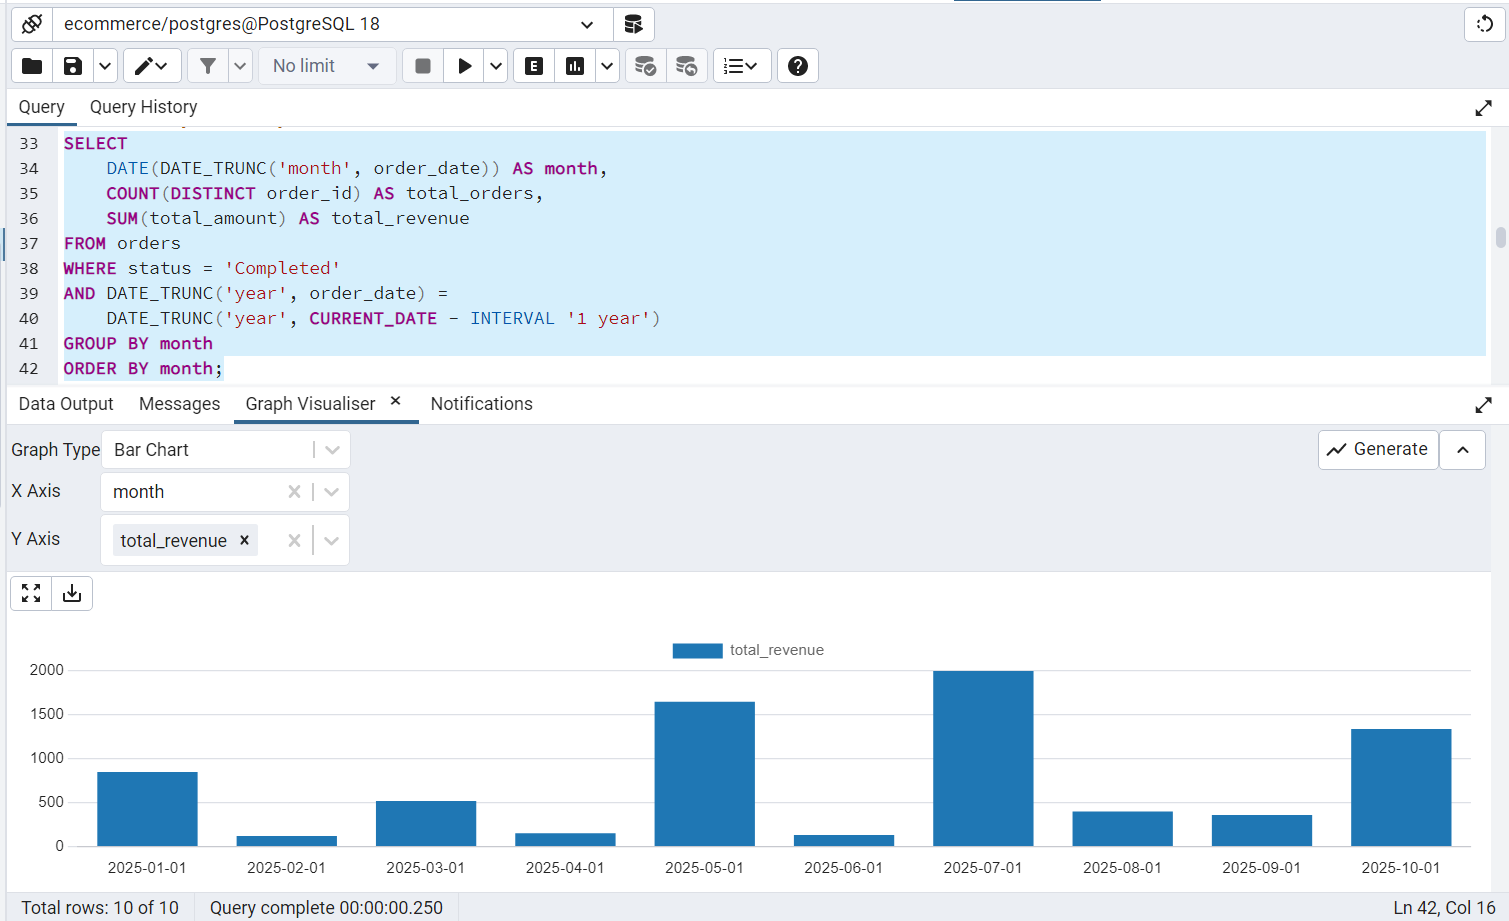 ecommerce/postgres@PostgreSQL 18
No limit
E
Query Query History
33 SELECT
34 DATE(DATE_TRUNC('month', order_date)) AS month,
35 COUNT(DISTINCT order_id) AS total_orders,
36 SUM(total_amount) AS total_revenue
37 FROM orders
38 WHERE status = 'Completed'
39 AND DATE_TRUNC('year', order_date) =
40 DATE_TRUNC('year', CURRENT_DATE - INTERVAL '1 year')
41 GROUP BY month
42 ORDER BY month;
Data Output Messages Graph Visualiser Notifications
Graph Type Bar Chart Generate
X Axis month
Y Axis total_revenue
total_revenue
2000
1500
1000
500
0
2025-01-01 2025-02-01 2025-03-01 2025-04-01 2025-05-01 2025-06-01 2025-07-01 2025-08-01 2025-09-01 2025-10-01
Total rows: 10 of 10 Query complete 00:00:00.250 Ln 42, Col 16